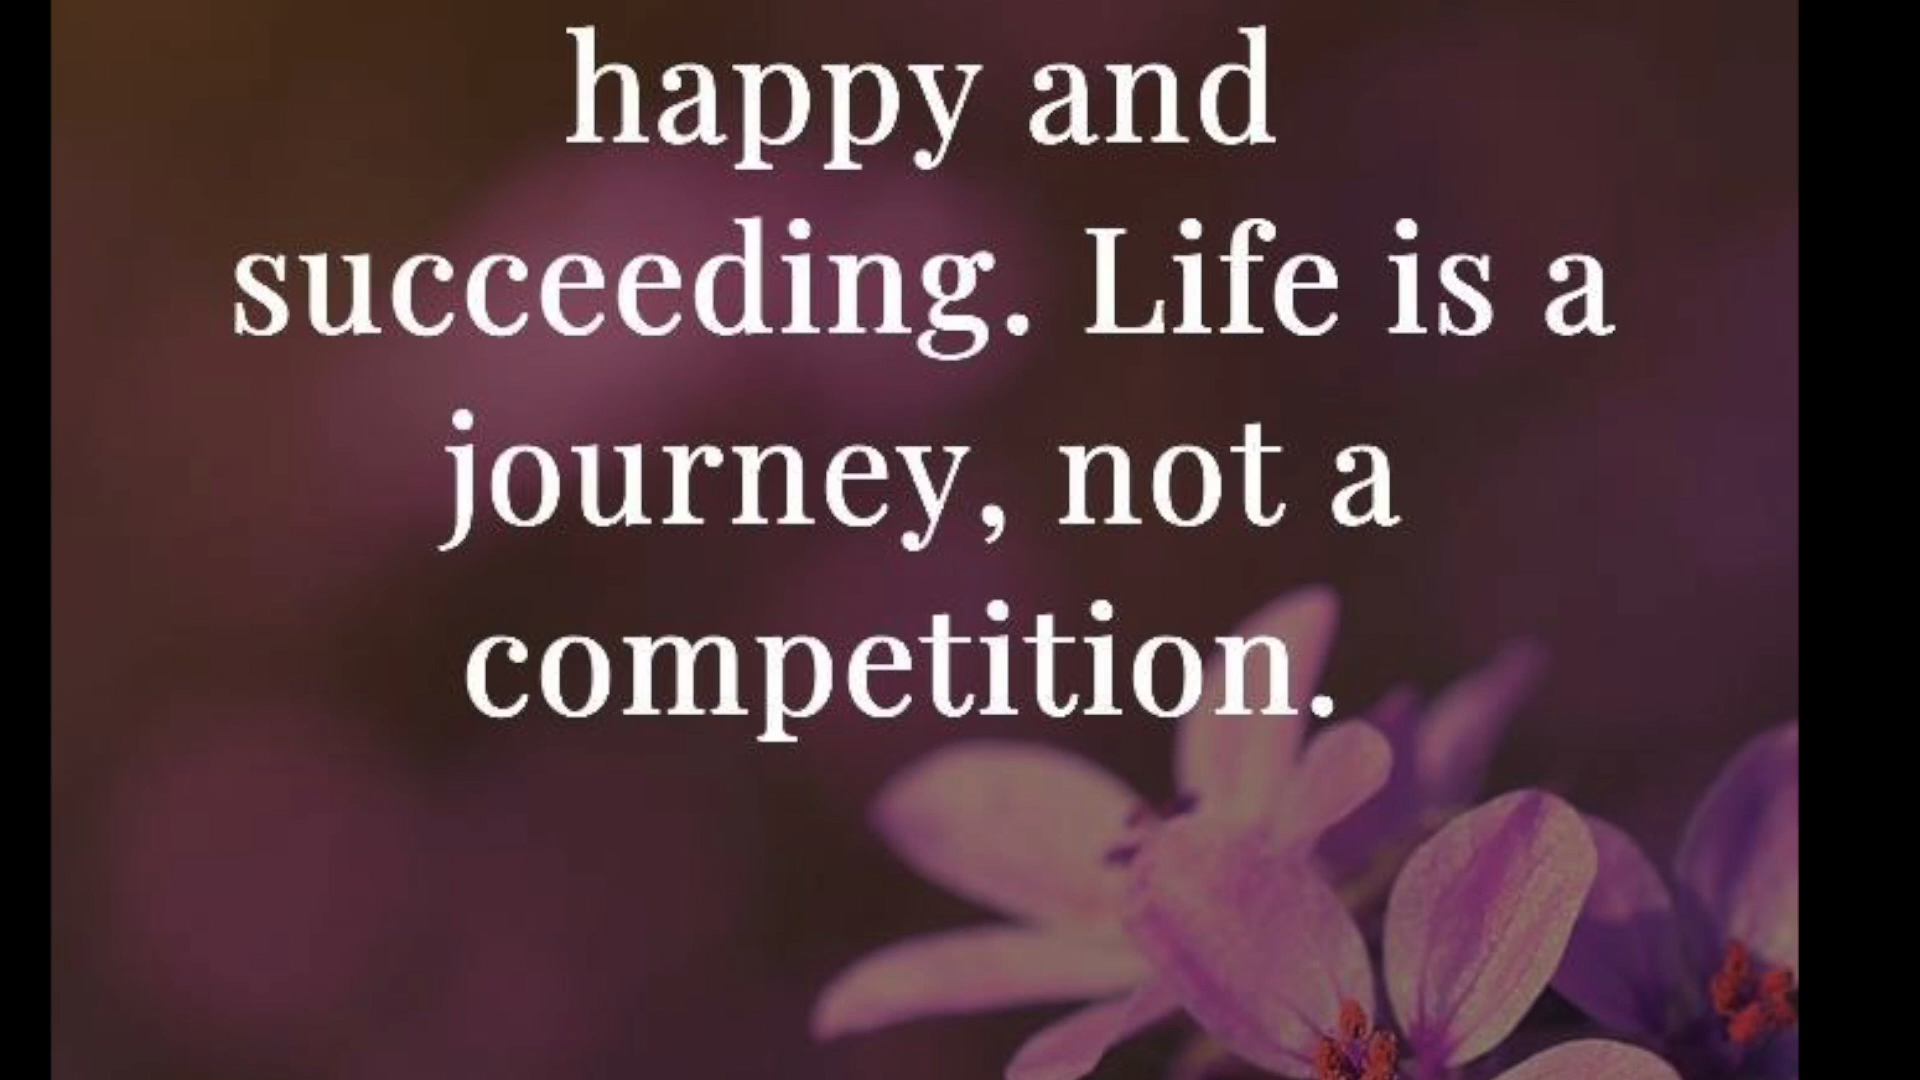 happy and
succeeding. Life is a
journey, not a
competition.